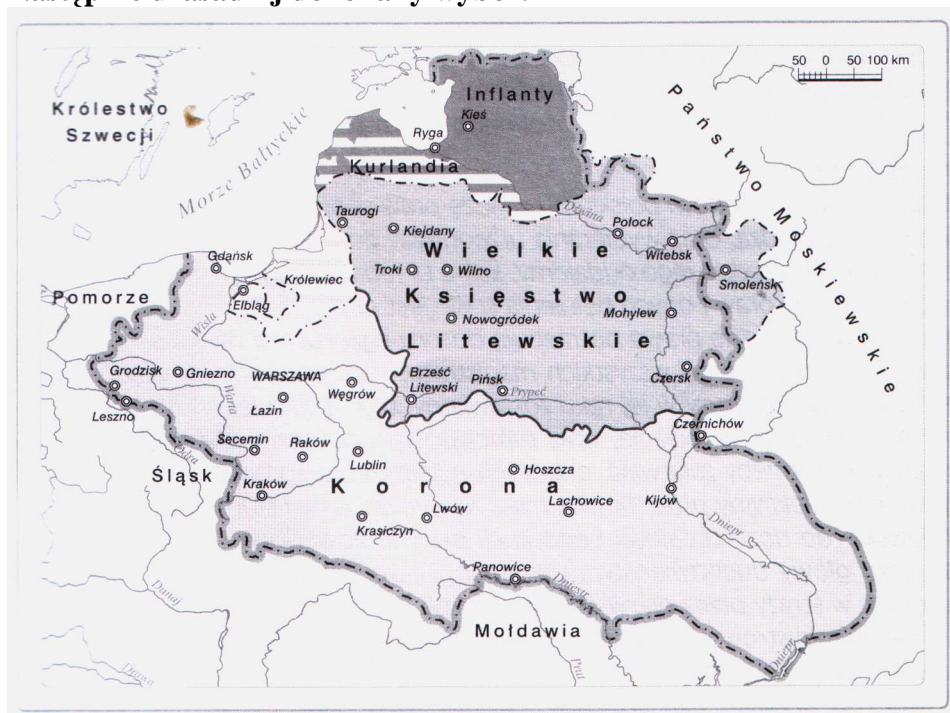 50 0 50 100 km
Królestwo
Szwecji
Morze Bałtyckie
Inflanty
Kieś
Ryga
Kurlandia
Państwo Moskiewskie
Taurogi
Kiejdany
Dźwina
Połock
Witebsk
Wielkie
Księstwo
Litewskie
Troki
Wilno
Smoleńsk
Nowogródek
Mohylew
Gdańsk
Królewiec
Elbląg
Pomorze
Wisła
Grodzisk
Gniezno
WARSZAWA
Węgrów
Brześć
Litewski
Pińsk
Prypeć
Czersk
Leszno
Warta
Łazin
Czernichów
Secemin
Raków
Lublin
Odra
Śląsk
Kraków
Korona
Hoszcza
Kijów
Lachowice
Lwów
Krasiczyn
Dniepr
Panowice
Dniestr
Mołdawia
Dunaj
Prut
Dniepr
Drawa